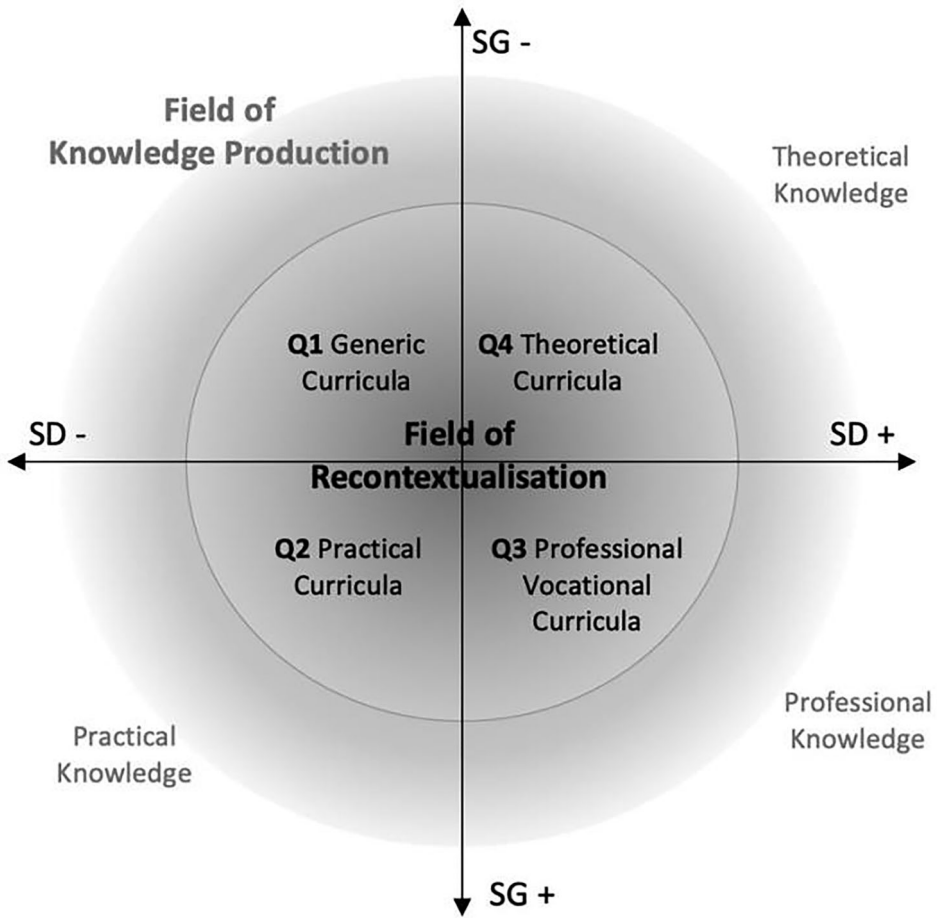 SG -
Field of
Knowledge Production
Theoretical
Knowledge
Q1 Generic
Curricula
Q4 Theoretical
Curricula
SD -
Field of
Recontextualisation
SD +
Q2 Practical
Curricula
Q3 Professional
Vocational
Curricula
Practical
Knowledge
Professional
Knowledge
SG +